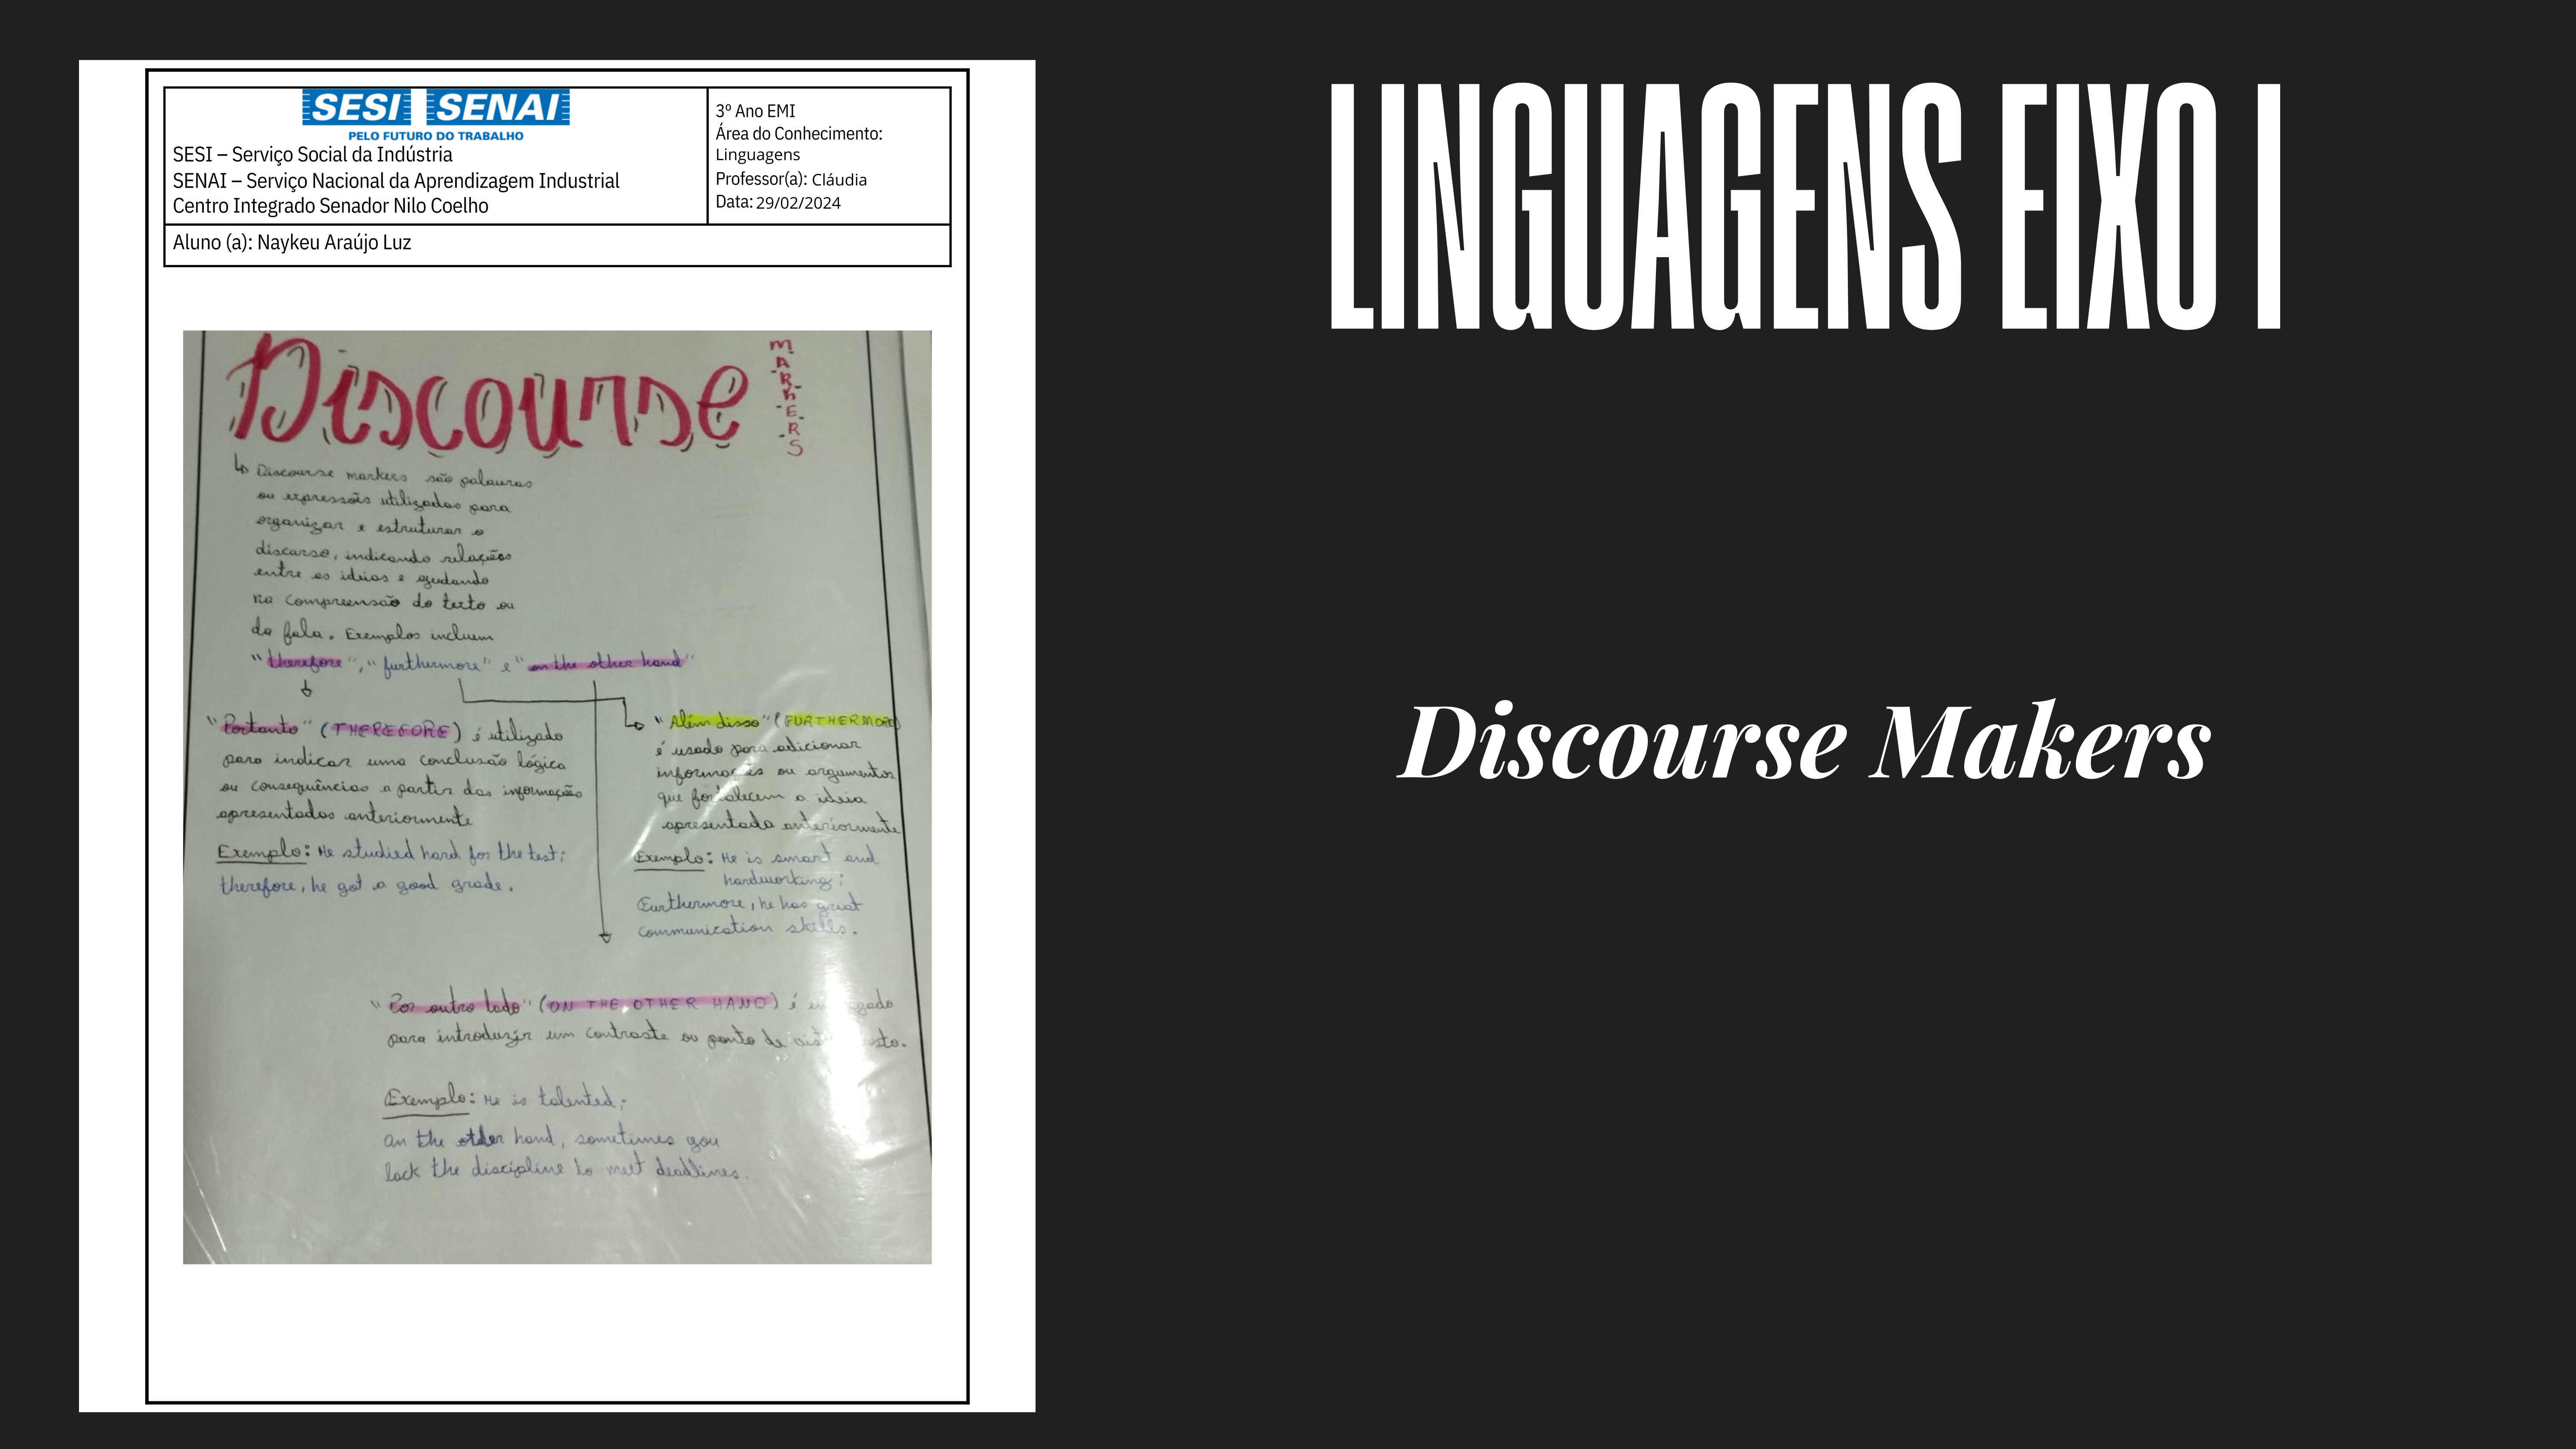 SESI SENAI
PELO FUTURO DO TRABALHO
SESI – Serviço Social da Indústria
SENAI – Serviço Nacional da Aprendizagem Industrial
Centro Integrado Senador Nilo Coelho
3º Ano EMI
Área do Conhecimento:
Linguagens
Professor(a): Cláudia
Data: 29/02/2024
Aluno (a): Naykeu Araújo Luz
Discourse
MARKERS
Discourse markers são palavras
ou expressões utilizadas para
organizar e estruturar o
discurso, indicando relações
entre as ideias e ajudando
na compreensão do texto ou
da fala. Exemplos incluem
"therefore", "furthermore" e "on the other hand"
"Portanto" (THEREFORE) é utilizado
para indicar uma conclusão lógica
ou consequências a partir das informações
apresentadas anteriormente
Exemplo: He studied hard for the test;
therefore, he got a good grade.
"Além disso" (FURTHERMORE)
é usado para adicionar
informações ou argumentos
que fortalecem a ideia
apresentada anteriormente
Exemplo: He is smart and
hardworking;
Furthermore, he has great
communication skills.
"Por outro lado" (ON THE OTHER HAND) é
para introduzir um contraste ou ponto de
Exemplo: He is talented;
an the other hand, sometimes you
lack the discipline to meet deadlines.
LINGUAGENS EIXO I
Discourse Makers